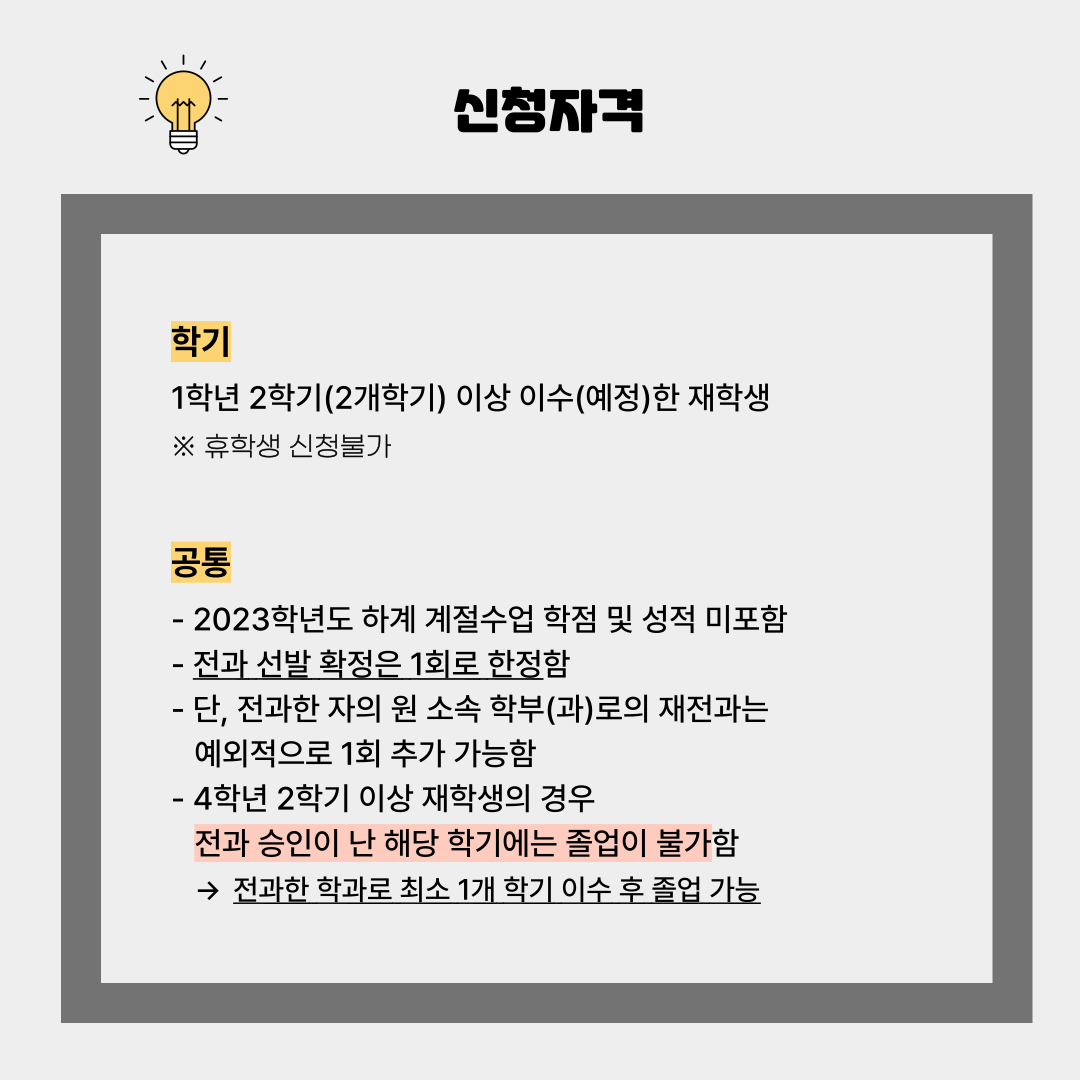 신청자격
학기
1학년 2학기(2개학기) 이상 이수(예정)한 재학생
※ 휴학생 신청불가
공통
- 2023학년도 하계 계절수업 학점 및 성적 미포함
- 전과 선발 확정은 1회로 한정함
- 단, 전과한 자의 원 소속 학부(과)로의 재전과는
예외적으로 1회 추가 가능함
- 4학년 2학기 이상 재학생의 경우
전과 승인이 난 해당 학기에는 졸업이 불가함
→ 전과한 학과로 최소 1개 학기 이수 후 졸업 가능